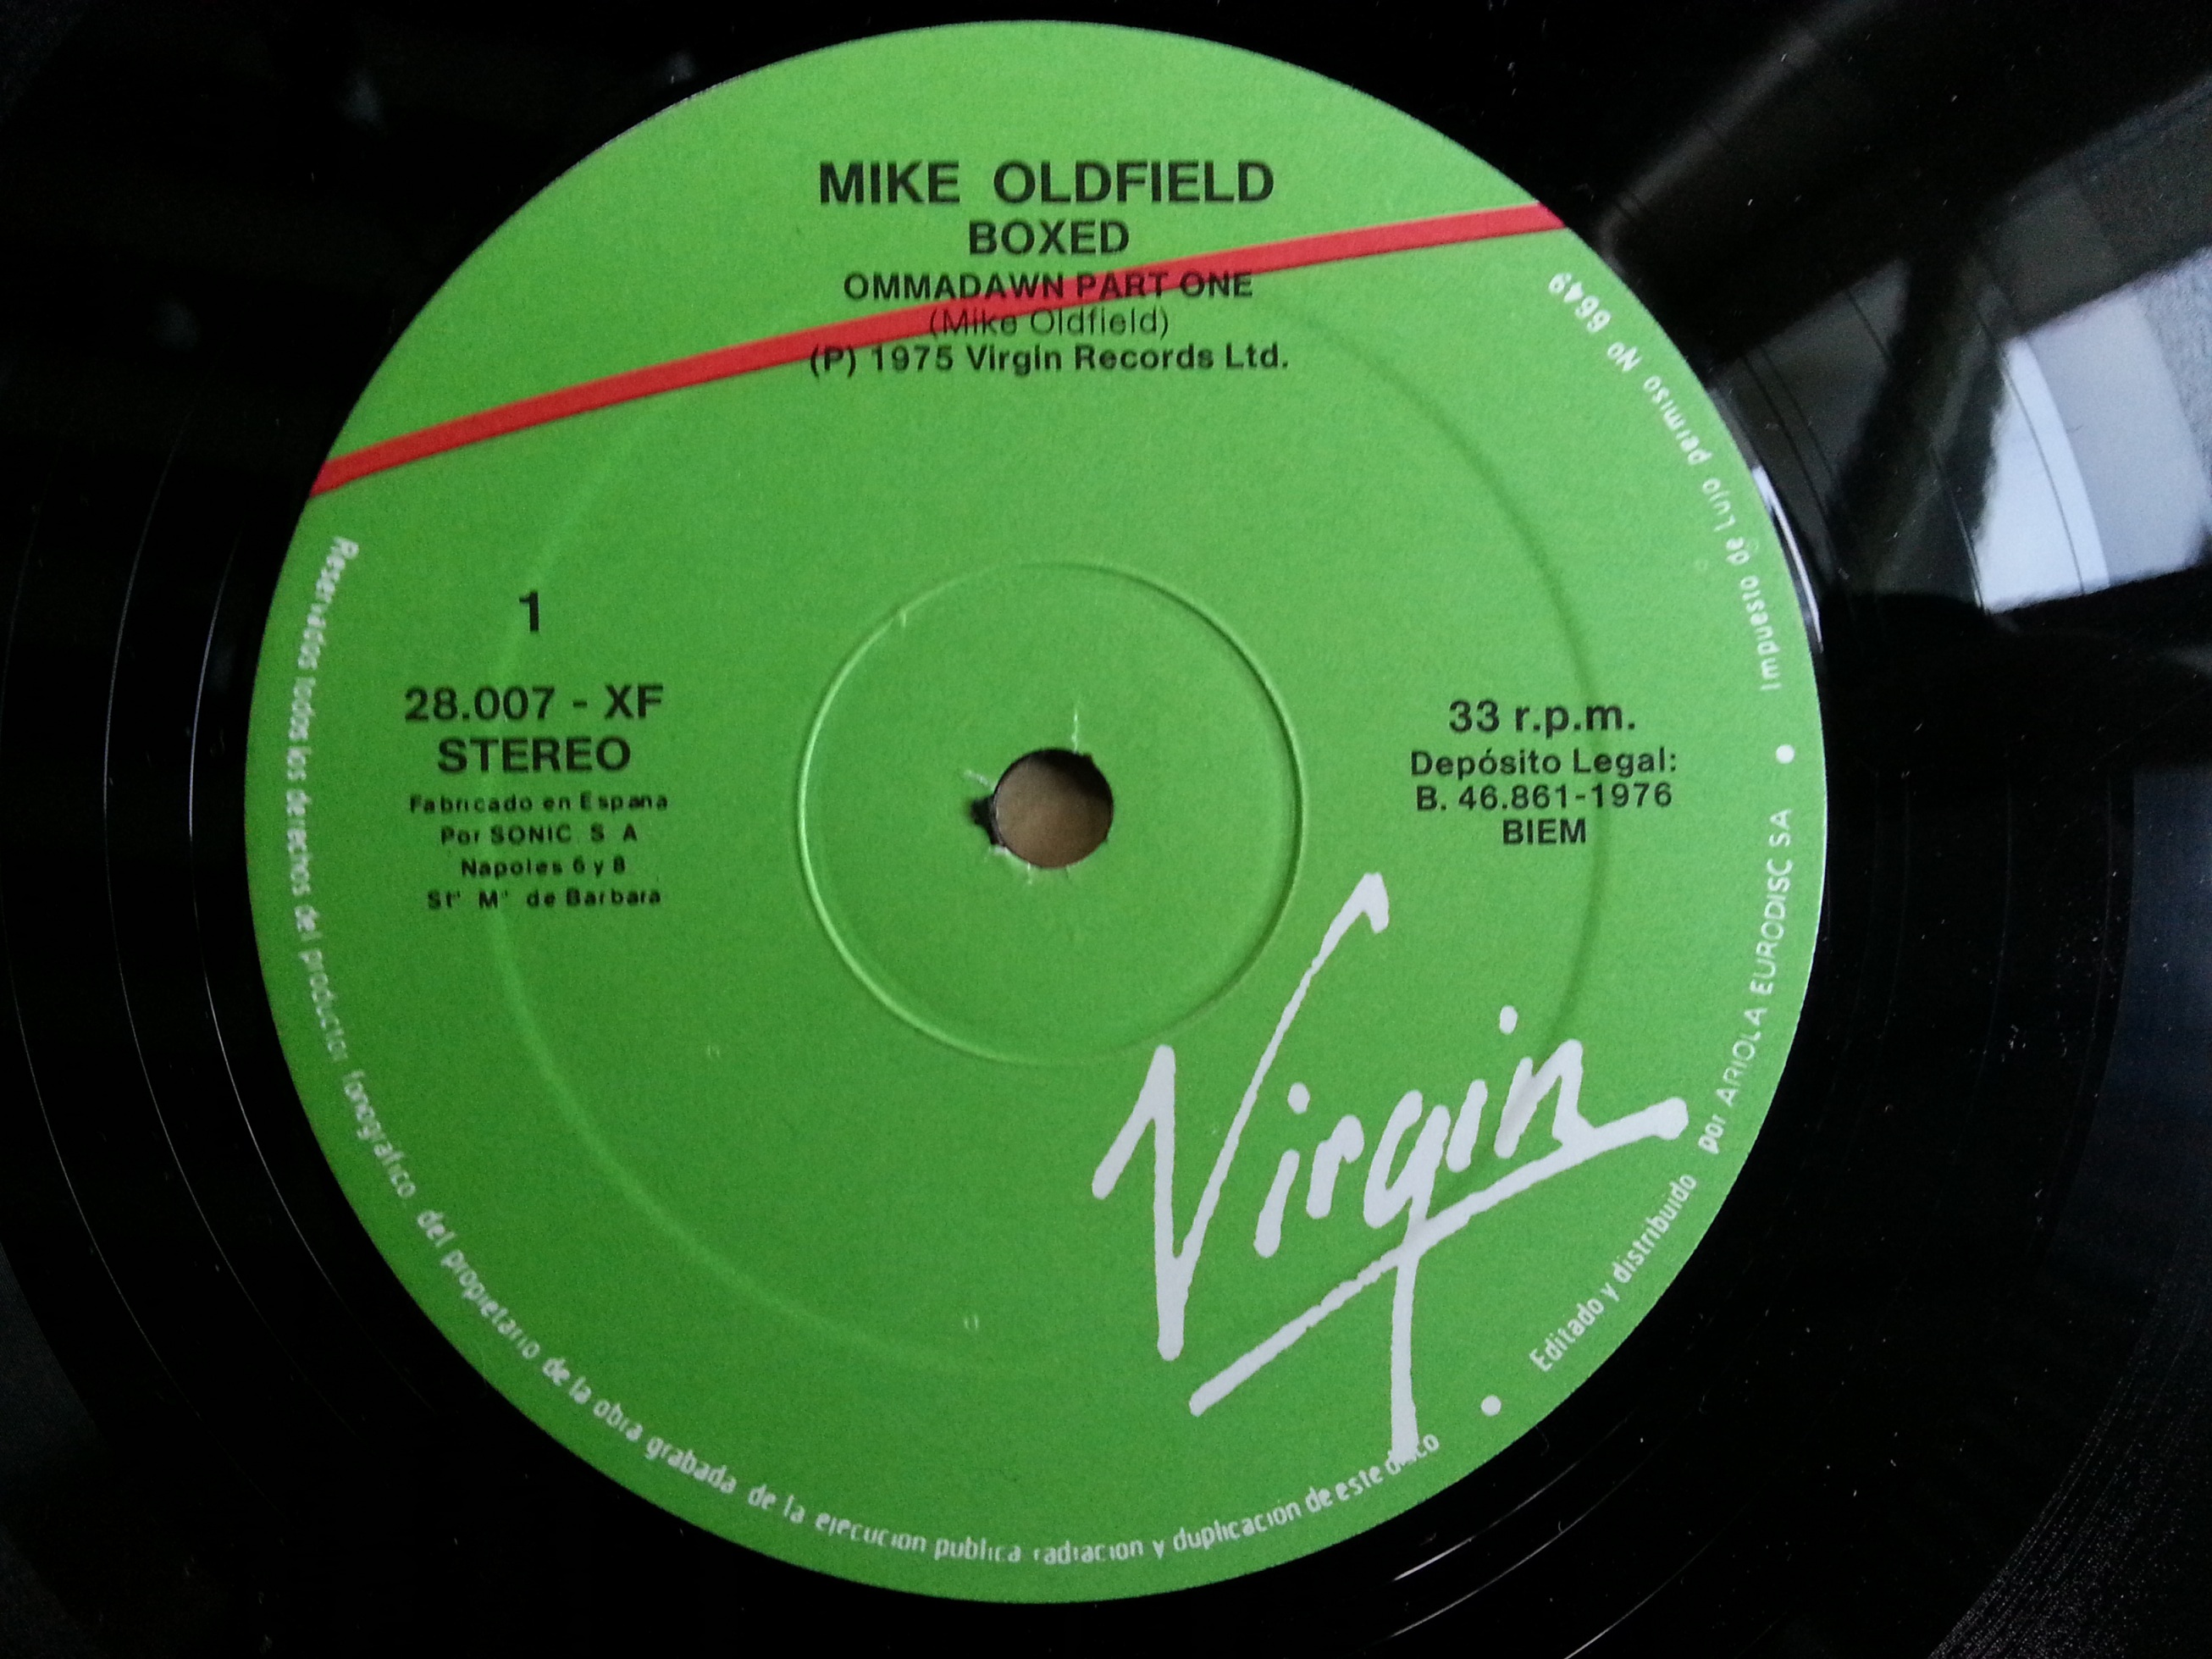 MIKE OLDFIELD
BOXED
OMMADAWN PART ONE
(Mike Oldfield)
(P) 1975 Virgin Records Ltd.
1
28.007 - XF
STEREO
Fabricado en Espana
Por SONIC. S. A
Napoles 6 y 8
Stª Mª de Barbara
33 r.p.m.
Depósito Legal:
B. 46.861-1976
BIEM
Virgin
Reservados todos los derechos del productor fonografico del propietario de la obra grabada de la ejecucion publica radiacion y duplicacion de este disco
• Editado y distribuido por ARIOLA EURODISC SA • Impuesto de Lujo permiso Nº 6649